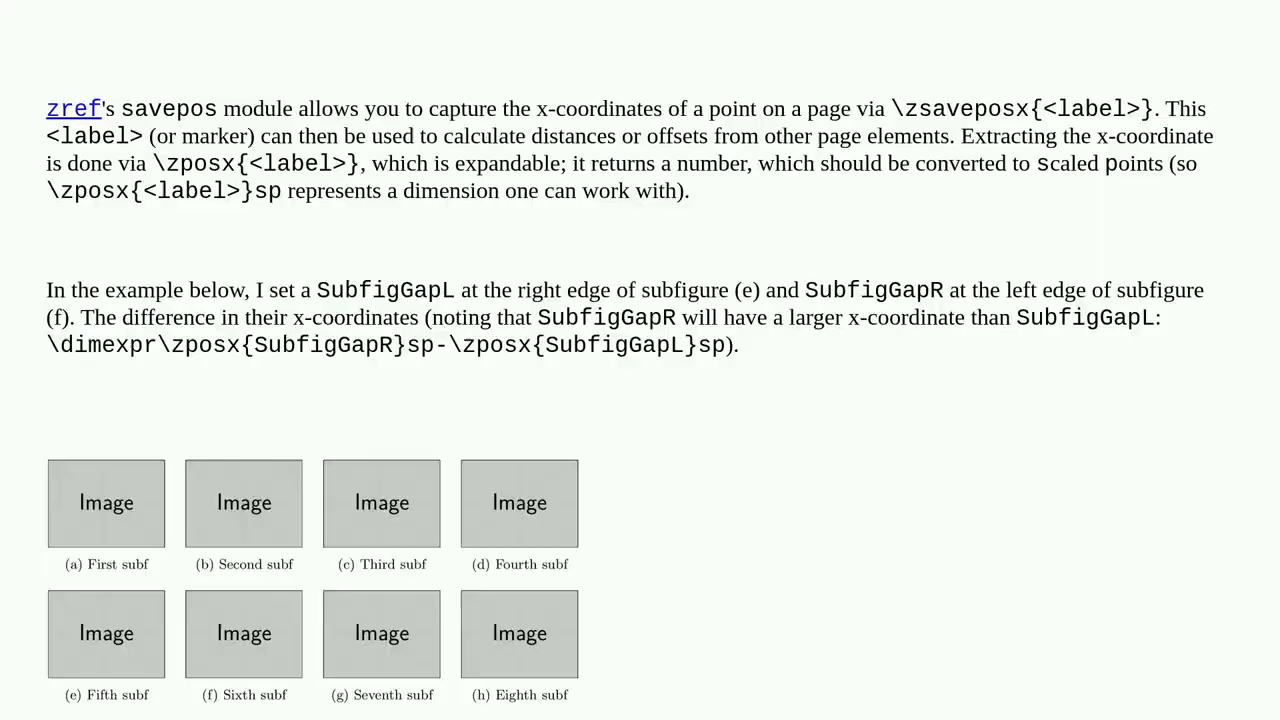 zref's savepos module allows you to capture the x-coordinates of a point on a page via \zsaveposx{<label>}. This
<label> (or marker) can then be used to calculate distances or offsets from other page elements. Extracting the x-coordinate
is done via \zposx{<label>}, which is expandable; it returns a number, which should be converted to scaled points (so
\zposx{<label>}sp represents a dimension one can work with).
In the example below, I set a SubfigGapL at the right edge of subfigure (e) and SubfigGapR at the left edge of subfigure
(f). The difference in their x-coordinates (noting that SubfigGapR will have a larger x-coordinate than SubfigGapL:
\dimexpr\zposx{SubfigGapR}sp-\zposx{SubfigGapL}sp).
Image Image Image Image
(a) First subf (b) Second subf (c) Third subf (d) Fourth subf
Image Image Image Image
(e) Fifth subf (f) Sixth subf (g) Seventh subf (h) Eighth subf